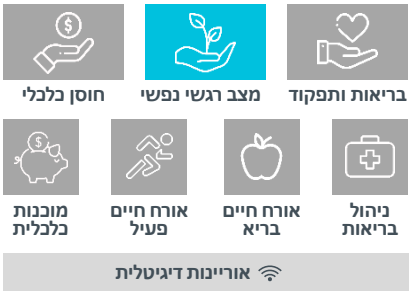 בריאות ותפקוד
מצב רגשי נפשי
חוסן כלכלי
ניהול
בריאות
אורח חיים
בריא
אורח חיים
פעיל
מוכנות
כלכלית
אוריינות דיגיטלית